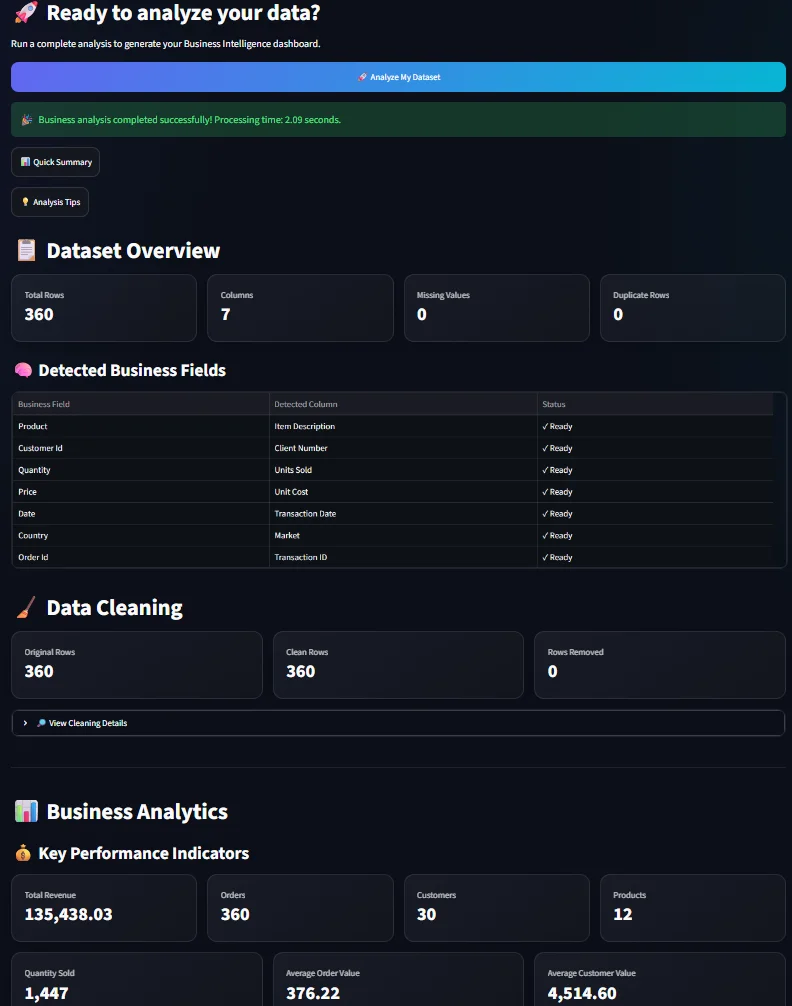 🚀 Ready to analyze your data?
Run a complete analysis to generate your Business Intelligence dashboard.
🚀 Analyze My Dataset
🎉 Business analysis completed successfully! Processing time: 2.09 seconds.
📊 Quick Summary
💡 Analysis Tips
📋 Dataset Overview
Total Rows Columns Missing Values Duplicate Rows
360 7 0 0
🧠 Detected Business Fields
Business Field Detected Column Status
Product Item Description ✓ Ready
Customer Id Client Number ✓ Ready
Quantity Units Sold ✓ Ready
Price Unit Cost ✓ Ready
Date Transaction Date ✓ Ready
Country Market ✓ Ready
Order Id Transaction ID ✓ Ready
🧹 Data Cleaning
Original Rows Clean Rows Rows Removed
360 360 0
🔎 View Cleaning Details
📊 Business Analytics
💰 Key Performance Indicators
Total Revenue Orders Customers Products
135,438.03 360 30 12
Quantity Sold Average Order Value Average Customer Value
1,447 376.22 4,514.60